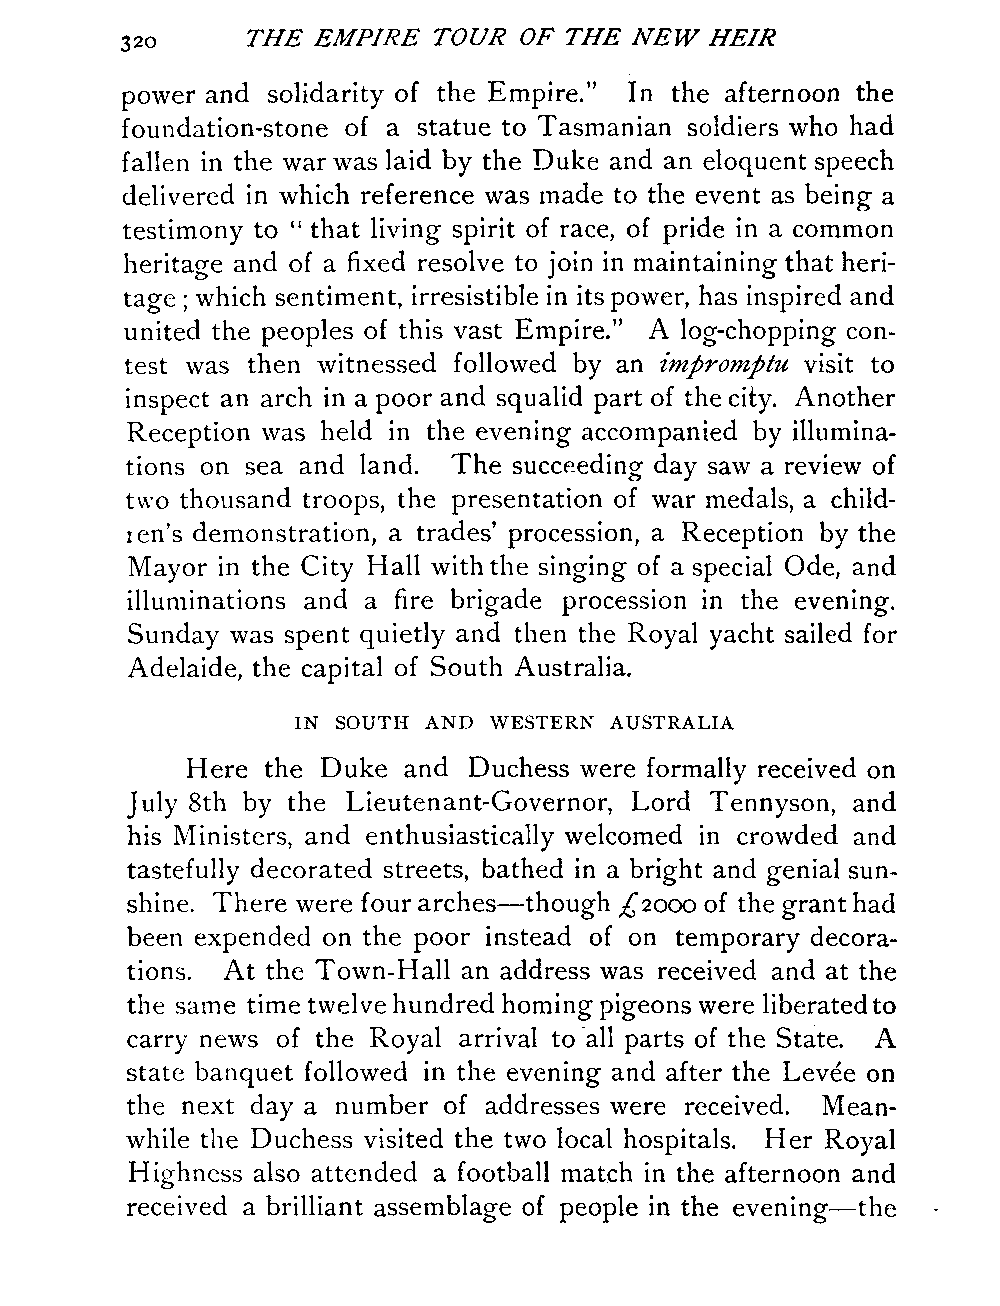 320 THE EMPIRE TOUR OF THE NEW HEIR
power and solidarity of the Empire." In the afternoon the
foundation-stone of a statue to Tasmanian soldiers who had
fallen in the war was laid by the Duke and an eloquent speech
delivered in which reference was made to the event as being a
testimony to " that living spirit of race, of pride in a common
heritage and of a fixed resolve to join in maintaining that heri-
tage ; which sentiment, irresistible in its power, has inspired and
united the peoples of this vast Empire." A log-chopping con-
test was then witnessed followed by an impromptu visit to
inspect an arch in a poor and squalid part of the city. Another
Reception was held in the evening accompanied by illumina-
tions on sea and land. The succeeding day saw a review of
two thousand troops, the presentation of war medals, a child-
ren's demonstration, a trades' procession, a Reception by the
Mayor in the City Hall with the singing of a special Ode, and
illuminations and a fire brigade procession in the evening.
Sunday was spent quietly and then the Royal yacht sailed for
Adelaide, the capital of South Australia.
IN SOUTH AND WESTERN AUSTRALIA
Here the Duke and Duchess were formally received on
July 8th by the Lieutenant-Governor, Lord Tennyson, and
his Ministers, and enthusiastically welcomed in crowded and
tastefully decorated streets, bathed in a bright and genial sun-
shine. There were four arches—though £2000 of the grant had
been expended on the poor instead of on temporary decora-
tions. At the Town-Hall an address was received and at the
the same time twelve hundred homing pigeons were liberated to
carry news of the Royal arrival to all parts of the State. A
state banquet followed in the evening and after the Levée on
the next day a number of addresses were received. Mean-
while the Duchess visited the two local hospitals. Her Royal
Highness also attended a football match in the afternoon and
received a brilliant assemblage of people in the evening—the